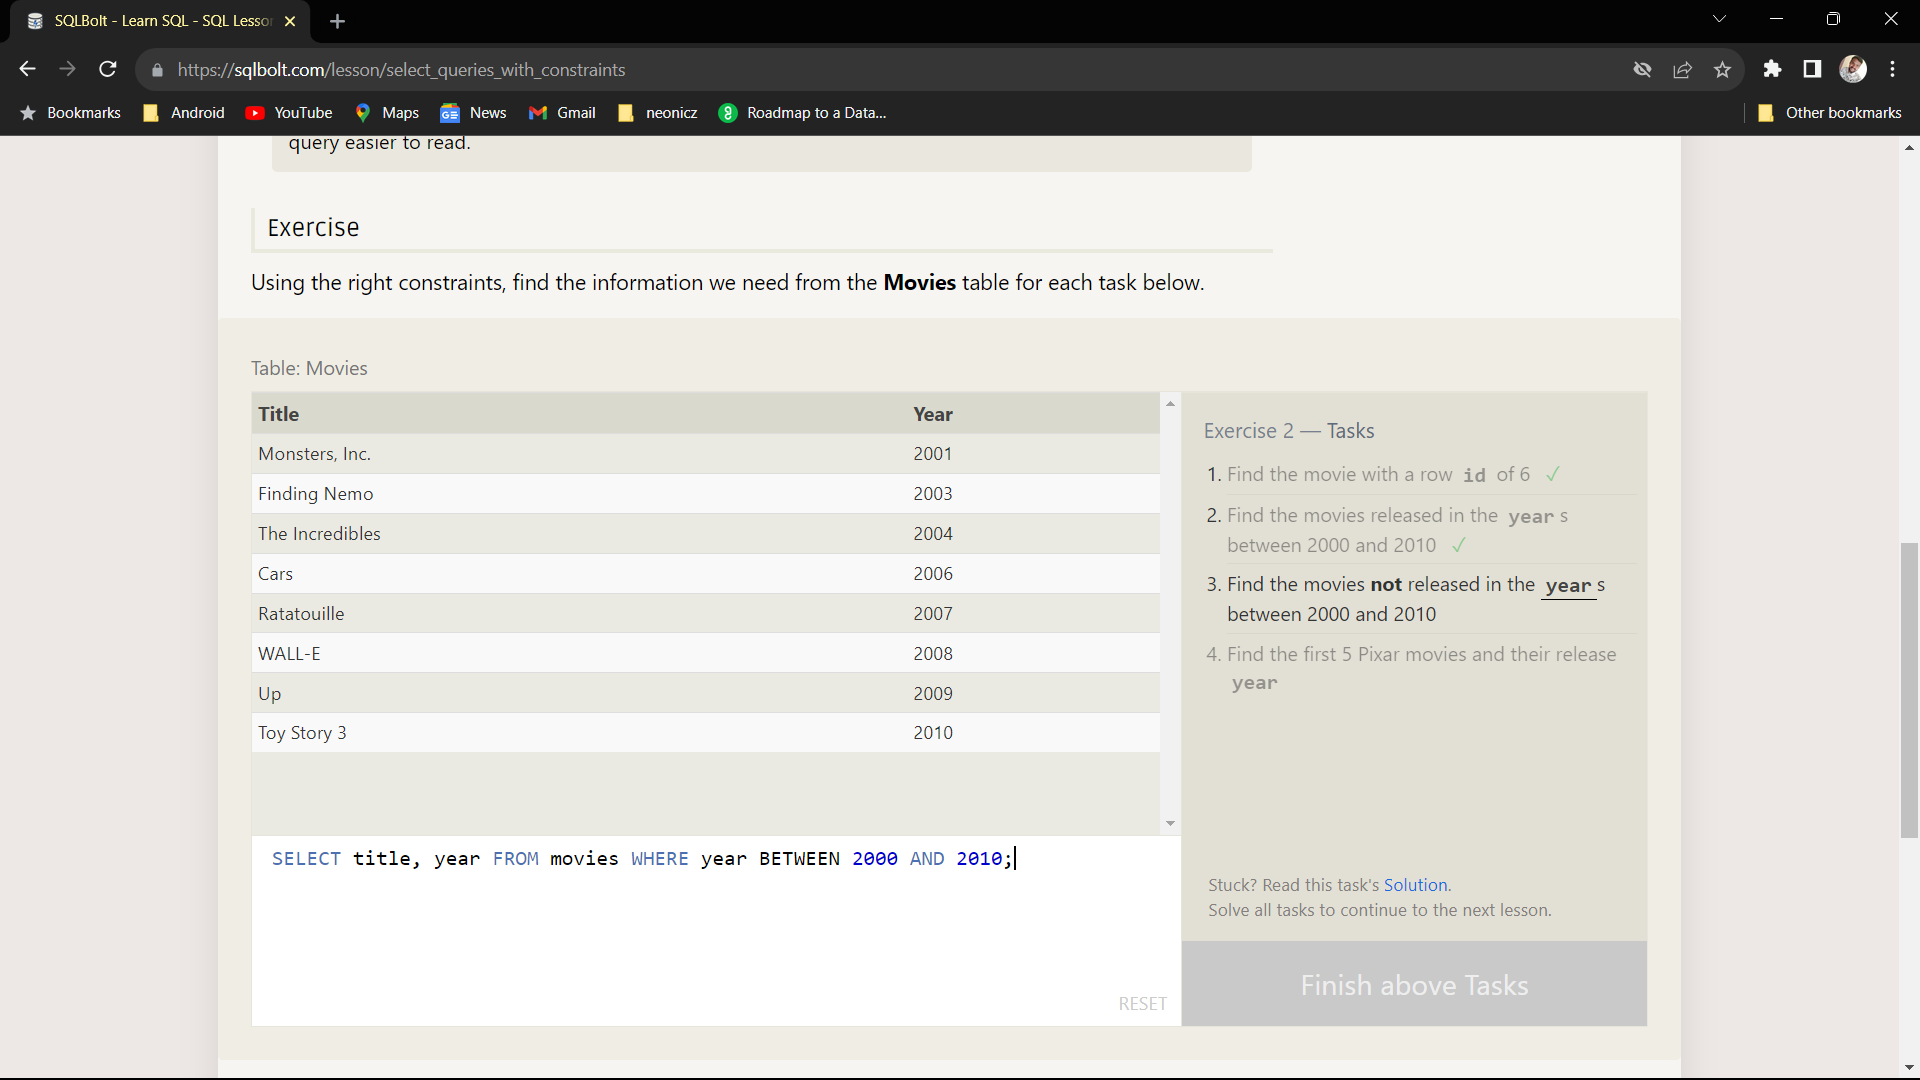 SQLBolt - Learn SQL - SQL Lesson
https://sqlbolt.com/lesson/select_queries_with_constraints
Bookmarks
Android
YouTube
Maps
News
Gmail
neonicz
Roadmap to a Data...
Other bookmarks
query easier to read.
Exercise
Using the right constraints, find the information we need from the Movies table for each task below.
Table: Movies
Title Year
Monsters, Inc. 2001
Finding Nemo 2003
The Incredibles 2004
Cars 2006
Ratatouille 2007
WALL-E 2008
Up 2009
Toy Story 3 2010
SELECT title, year FROM movies WHERE year BETWEEN 2000 AND 2010;
RESET
Exercise 2 — Tasks
1. Find the movie with a row id of 6 ✓
2. Find the movies released in the year s
between 2000 and 2010 ✓
3. Find the movies not released in the year s
between 2000 and 2010
4. Find the first 5 Pixar movies and their release
year
Stuck? Read this task's Solution.
Solve all tasks to continue to the next lesson.
Finish above Tasks